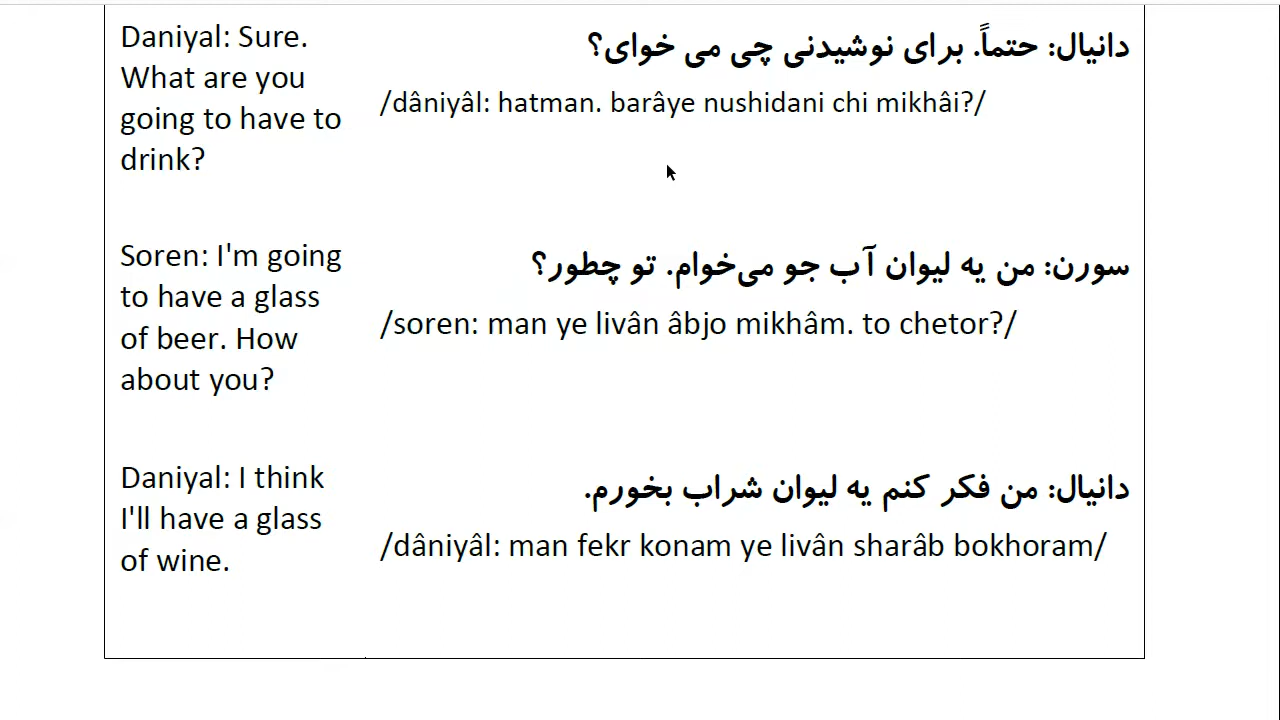 Daniyal: Sure.
What are you
going to have to
drink?
دانیال: حتماً. برای نوشیدنی چی می خوای؟
/dâniyâl: hatman. barâye nushidani chi mikhâi?/
Soren: I'm going
to have a glass
of beer. How
about you?
سورن: من یه لیوان آب جو می‌خوام. تو چطور؟
/soren: man ye livân âbjo mikhâm. to chetor?/
Daniyal: I think
I'll have a glass
of wine.
دانیال: من فکر کنم یه لیوان شراب بخورم.
/dâniyâl: man fekr konam ye livân sharâb bokhoram/